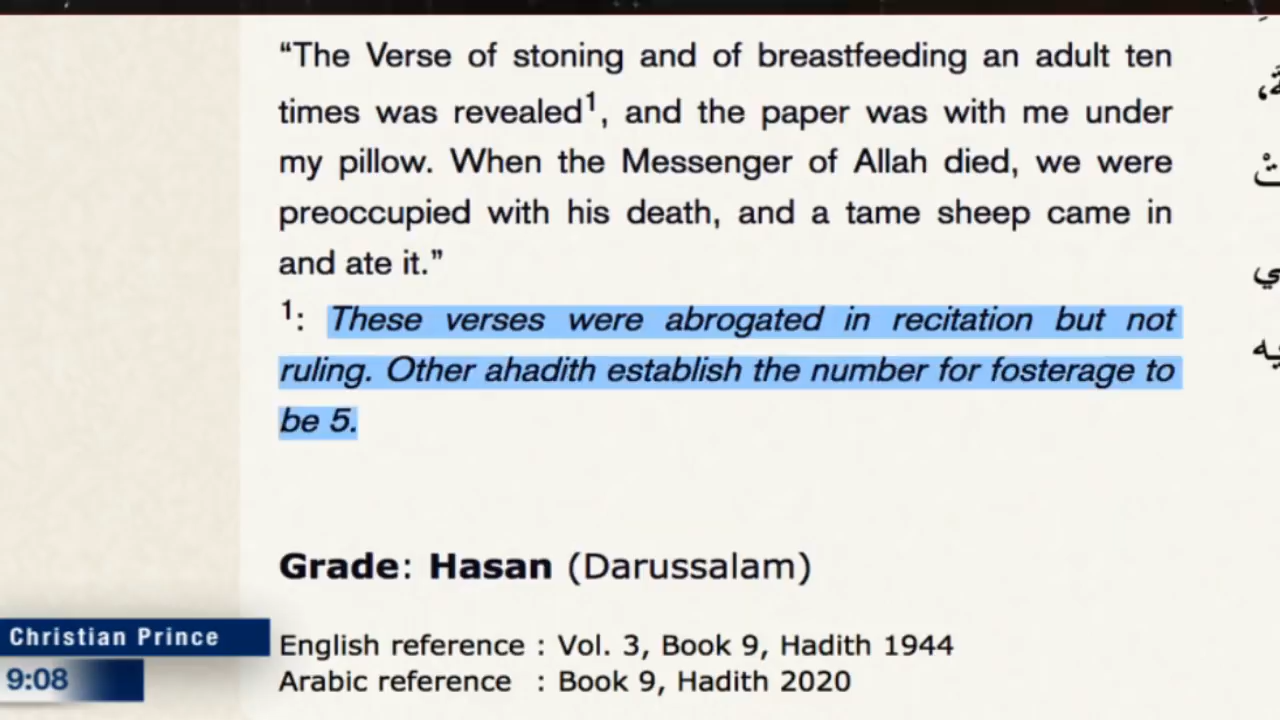 “The Verse of stoning and of breastfeeding an adult ten
times was revealed1, and the paper was with me under
my pillow. When the Messenger of Allah died, we were
preoccupied with his death, and a tame sheep came in
and ate it.”
1: These verses were abrogated in recitation but not
ruling. Other ahadith establish the number for fosterage to
be 5.
Grade: Hasan (Darussalam)
English reference : Vol. 3, Book 9, Hadith 1944
Arabic reference : Book 9, Hadith 2020
Christian Prince
9:08